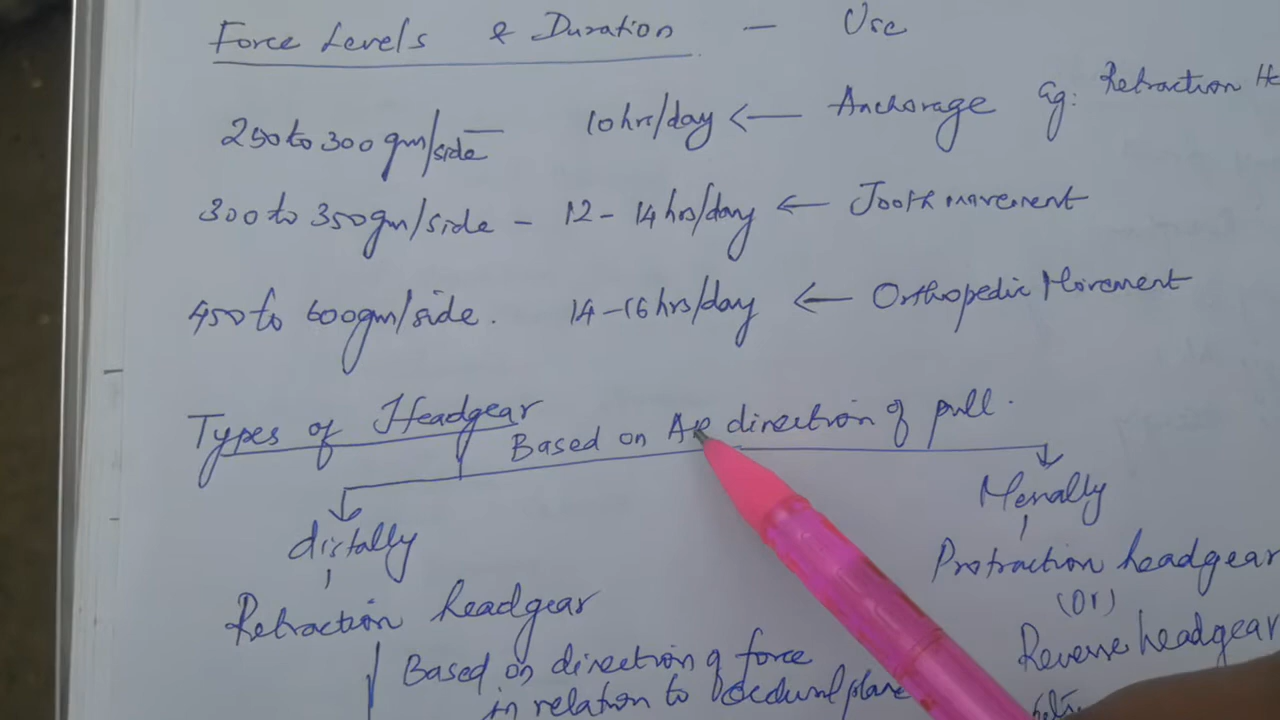 Force Levels & Duration — Use
250 to 300 gm/side — 10 hrs/day ← Anchorage Eg: Retraction
300 to 350 gm/side - 12 - 14 hrs/day ← Tooth movement
450 to 600 gm/side. 14 - 16 hrs/day ← Orthopedic Movement
Types of Headgear
Based on AP direction of pull.
distally
Mesially
Retraction headgear
Protraction headgear
(Or)
Reverse headgear
Based on direction of force
in relation to Occlusal plane